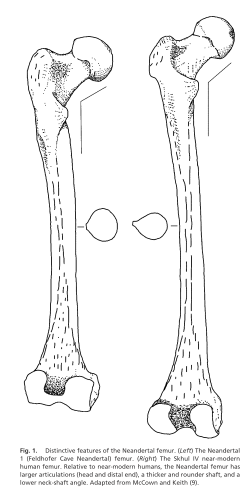 Fig. 1. Distinctive features of the Neandertal femur. (Left) The Neandertal
1 (Feldhofer Cave Neandertal) femur. (Right) The Skhul IV near-modern
human femur. Relative to near-modern humans, the Neandertal femur has
larger articulations (head and distal end), a thicker and rounder shaft, and a
lower neck-shaft angle. Adapted from McCown and Keith (9).